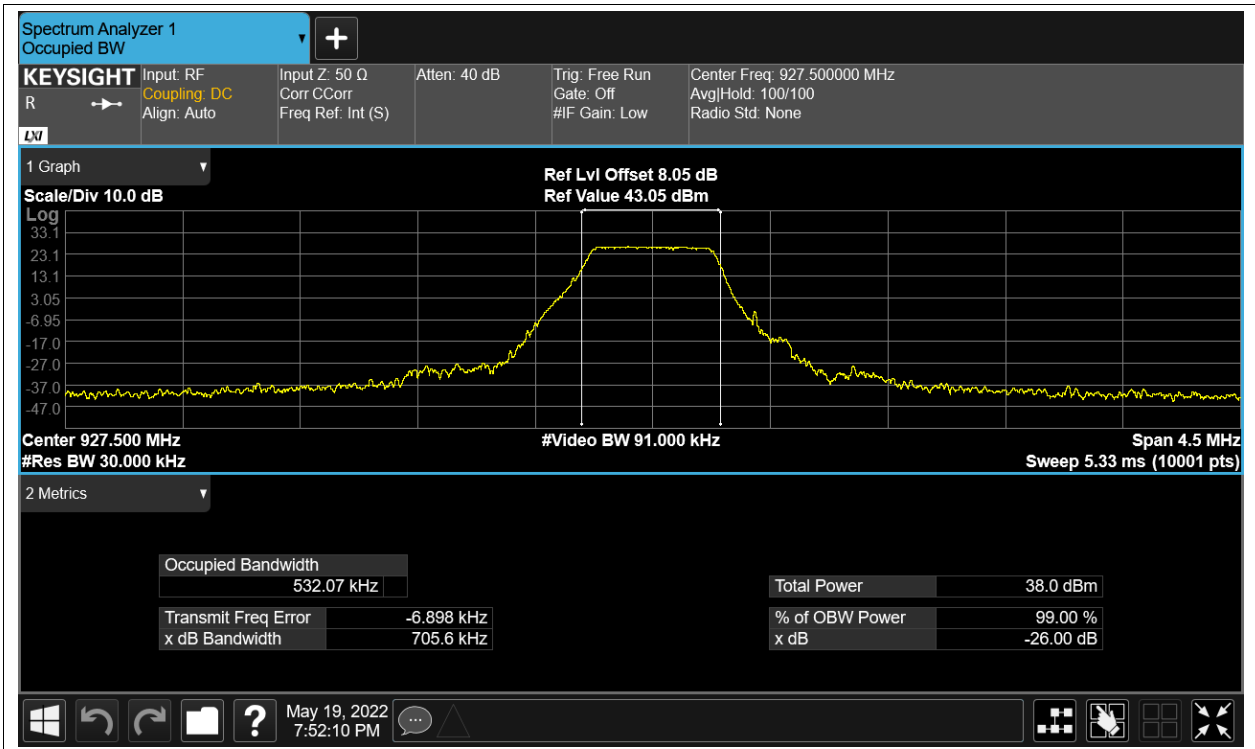 Spectrum Analyzer 1
Occupied BW
KEYSIGHT
R
LXI
Input: RF
Coupling: DC
Align: Auto
Input Z: 50 Ω
Corr CCorr
Freq Ref: Int (S)
Atten: 40 dB
Trig: Free Run
Gate: Off
#IF Gain: Low
Center Freq: 927.500000 MHz
Avg|Hold: 100/100
Radio Std: None
1 Graph
Scale/Div 10.0 dB
Ref Lvl Offset 8.05 dB
Ref Value 43.05 dBm
Log
33.1
23.1
13.1
3.05
-6.95
-17.0
-27.0
-37.0
-47.0
Center 927.500 MHz
#Video BW 91.000 kHz
Span 4.5 MHz
#Res BW 30.000 kHz
Sweep 5.33 ms (10001 pts)
2 Metrics
Occupied Bandwidth
532.07 kHz
Total Power 38.0 dBm
Transmit Freq Error -6.898 kHz
% of OBW Power 99.00 %
x dB Bandwidth 705.6 kHz
x dB -26.00 dB
?
May 19, 2022
7:52:10 PM